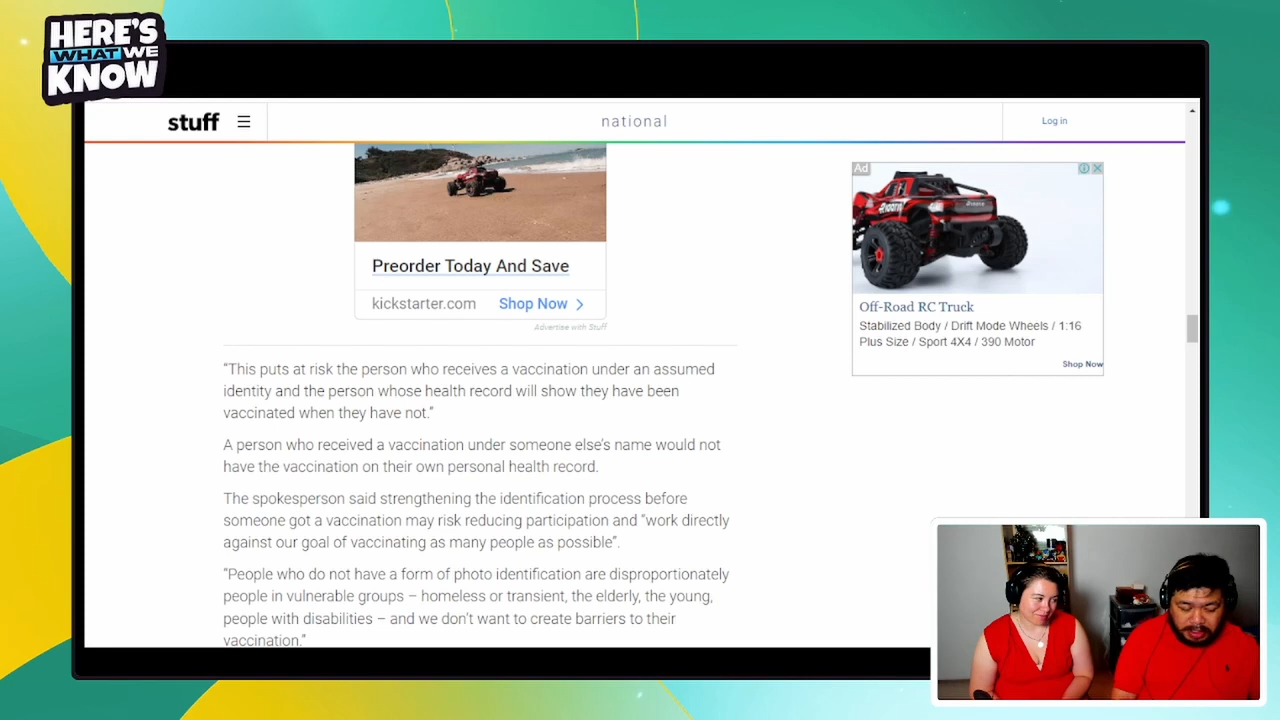 HERE'S
WHAT WE
KNOW
stuff
national
Log in
Preorder Today And Save
kickstarter.com
Shop Now
Advertise with Stuff
Ad
Off-Road RC Truck
Stabilized Body / Drift Mode Wheels / 1:16
Plus Size / Sport 4X4 / 390 Motor
Shop Now
“This puts at risk the person who receives a vaccination under an assumed
identity and the person whose health record will show they have been
vaccinated when they have not.”
A person who received a vaccination under someone else’s name would not
have the vaccination on their own personal health record.
The spokesperson said strengthening the identification process before
someone got a vaccination may risk reducing participation and “work directly
against our goal of vaccinating as many people as possible”.
“People who do not have a form of photo identification are disproportionately
people in vulnerable groups – homeless or transient, the elderly, the young,
people with disabilities – and we don’t want to create barriers to their
vaccination.”